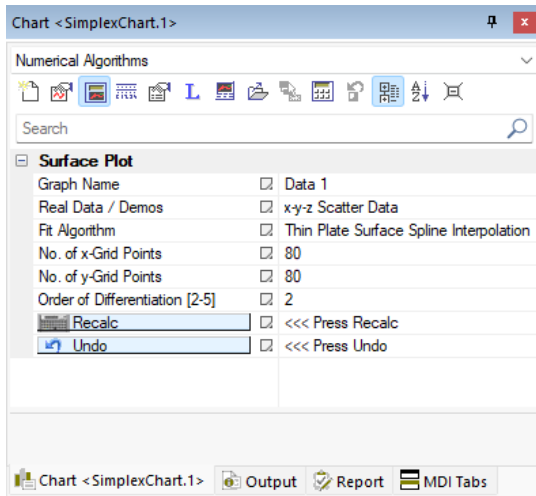 Chart <SimplexChart.1>
Numerical Algorithms
Search
Surface Plot
Graph Name Data 1
Real Data / Demos x-y-z Scatter Data
Fit Algorithm Thin Plate Surface Spline Interpolation
No. of x-Grid Points 80
No. of y-Grid Points 80
Order of Differentiation [2-5] 2
Recalc <<< Press Recalc
Undo <<< Press Undo
Chart <SimplexChart.1> Output Report MDI Tabs